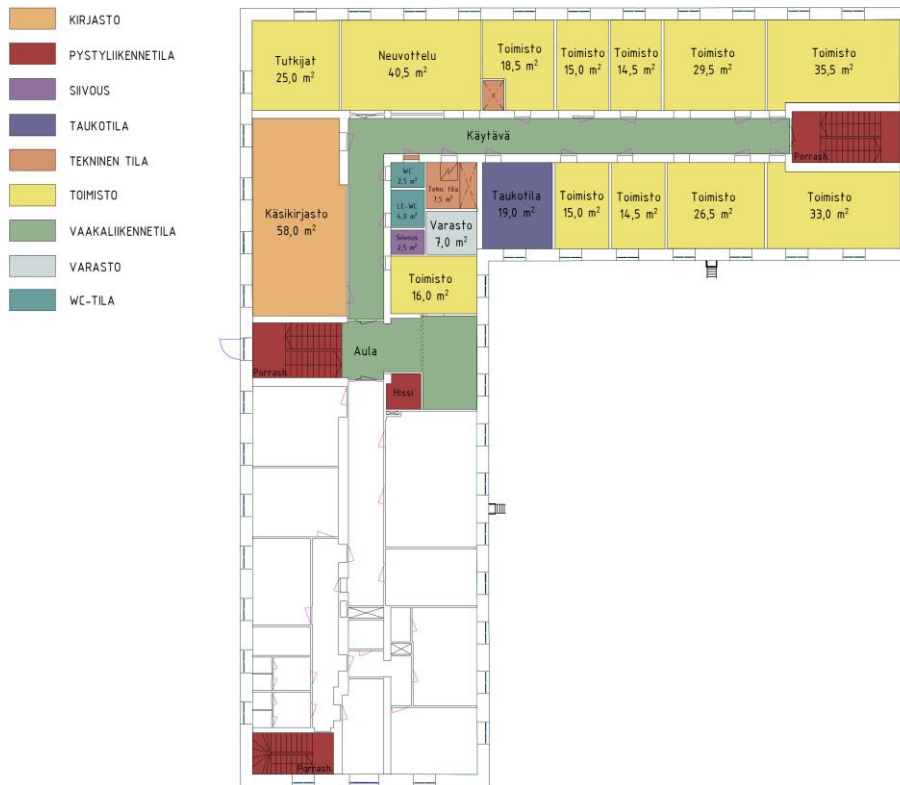 KIRJASTO
PYSTYLIIKENNETILA
SIIVOUS
TAUKOTILA
TEKNINEN TILA
TOIMISTO
VAAKALIIKENNETILA
VARASTO
WC-TILA
Tutkijat
25,0 m²
Neuvottelu
40,5 m²
Toimisto
18,5 m²
Toimisto
15,0 m²
Toimisto
14,5 m²
Toimisto
29,5 m²
Toimisto
35,5 m²
Käytävä
Porrash.
Käsikirjasto
58,0 m²
WC
2,5 m²
LE-WC
4,0 m²
Siivous
2,5 m²
Tekn. tila
7,5 m²
Varasto
7,0 m²
Taukotila
19,0 m²
Toimisto
15,0 m²
Toimisto
14,5 m²
Toimisto
26,5 m²
Toimisto
33,0 m²
Toimisto
16,0 m²
Aula
Porrash.
Hissi
Porrash.